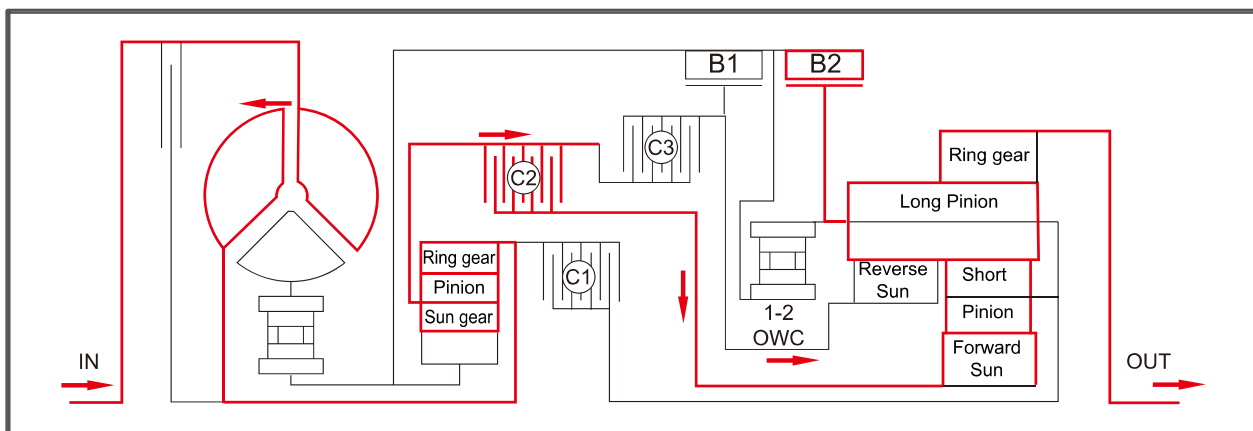 B1
B2
C3
C2
Ring gear
Long Pinion
Ring gear
Pinion
Sun gear
C1
Reverse
Sun
Short
Pinion
1-2
OWC
Forward
Sun
IN
OUT